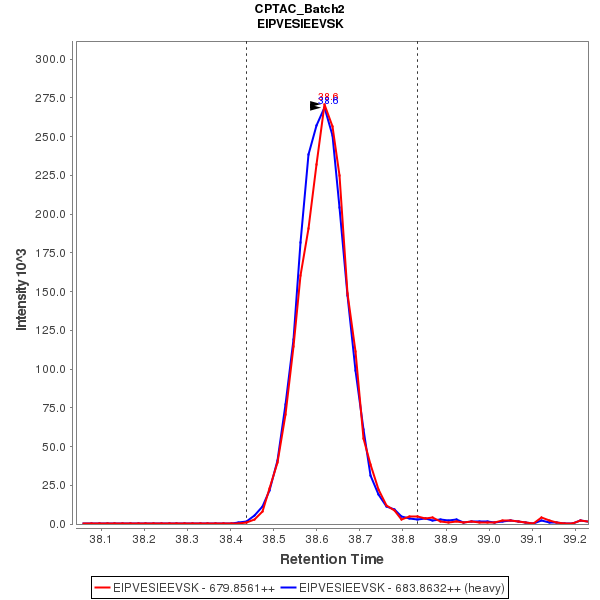 CPTAC_Batch2
EIPVESIEEVSK
300.0
275.0
250.0
225.0
200.0
175.0
150.0
125.0
100.0
75.0
50.0
25.0
0.0
Intensity 10^3
38.6
38.6
38.1 38.2 38.3 38.4 38.5 38.6 38.7 38.8 38.9 39.0 39.1 39.2
Retention Time
EIPVESIEEVSK - 679.8561++ EIPVESIEEVSK - 683.8632++ (heavy)